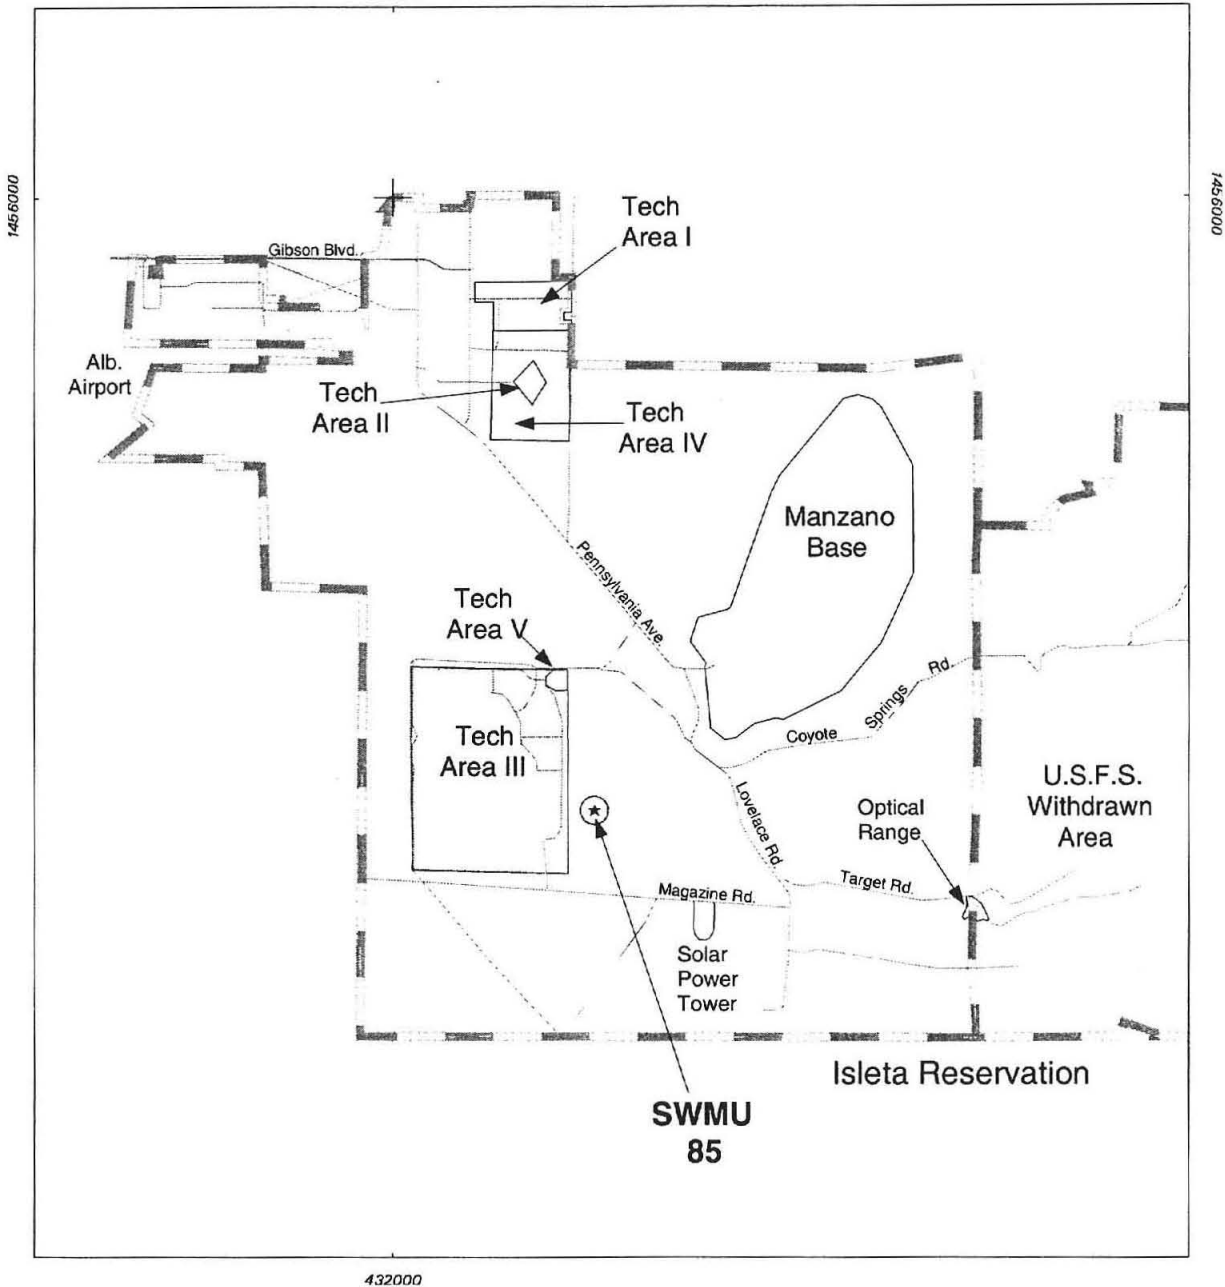 1456000
1456000
Tech
Area I
Gibson Blvd.
Alb.
Airport
Tech
Area II
Tech
Area IV
Manzano
Base
Pennsylvania Ave.
Tech
Area V
Coyote Springs Rd.
Tech
Area III
U.S.F.S.
Withdrawn
Area
Optical
Range
Lovelace Rd.
Target Rd.
Magazine Rd.
Solar
Power
Tower
Isleta Reservation
SWMU
85
432000